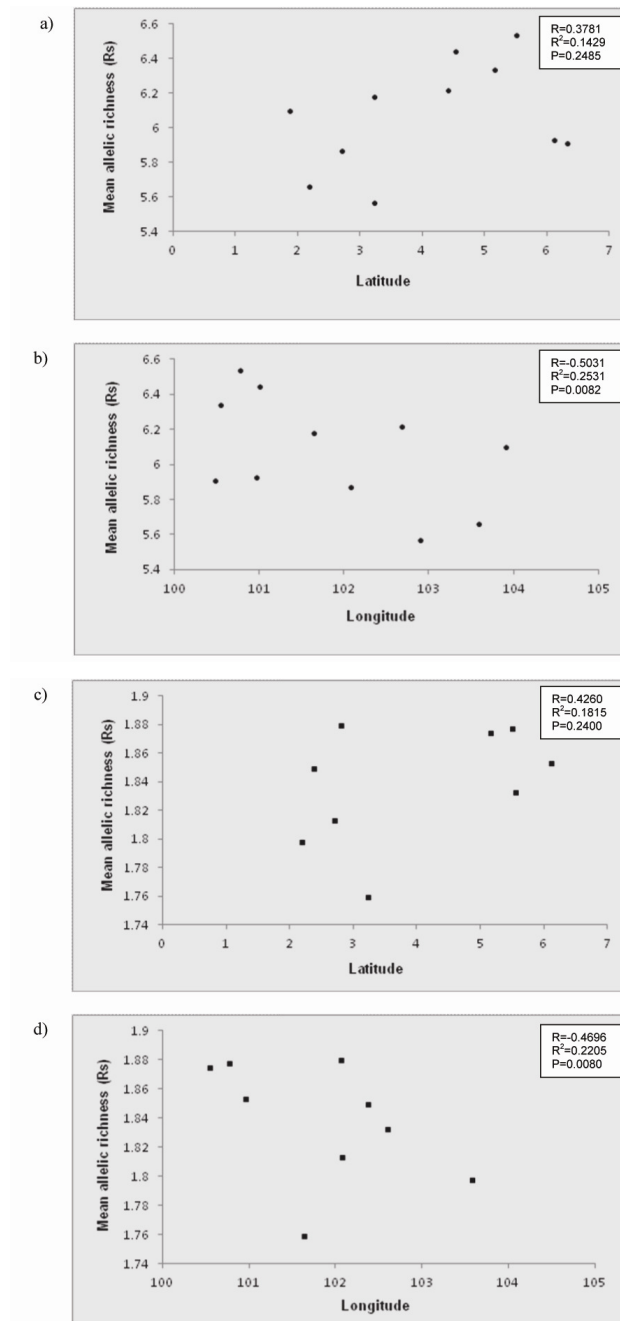 a)
R=0.3781
R²=0.1429
P=0.2485
Mean allelic richness (Rs)
6.6
6.2
6
5.8
5.6
5.4
0 1 2 3 4 5 6 7
Latitude
b)
R=-0.5031
R²=0.2531
P=0.0082
Mean allelic richness (Rs)
6.6
6.4
6.2
6
5.8
5.6
5.4
100 101 102 103 104 105
Longitude
c)
R=0.4260
R²=0.1815
P=0.2400
Mean allelic richness (Rs)
1.9
1.88
1.86
1.84
1.82
1.8
1.78
1.76
1.74
0 1 2 3 4 5 6 7
Latitude
d)
R=-0.4696
R²=0.2205
P=0.0080
Mean allelic richness (Rs)
1.9
1.88
1.86
1.84
1.82
1.8
1.78
1.76
1.74
100 101 102 103 104 105
Longitude